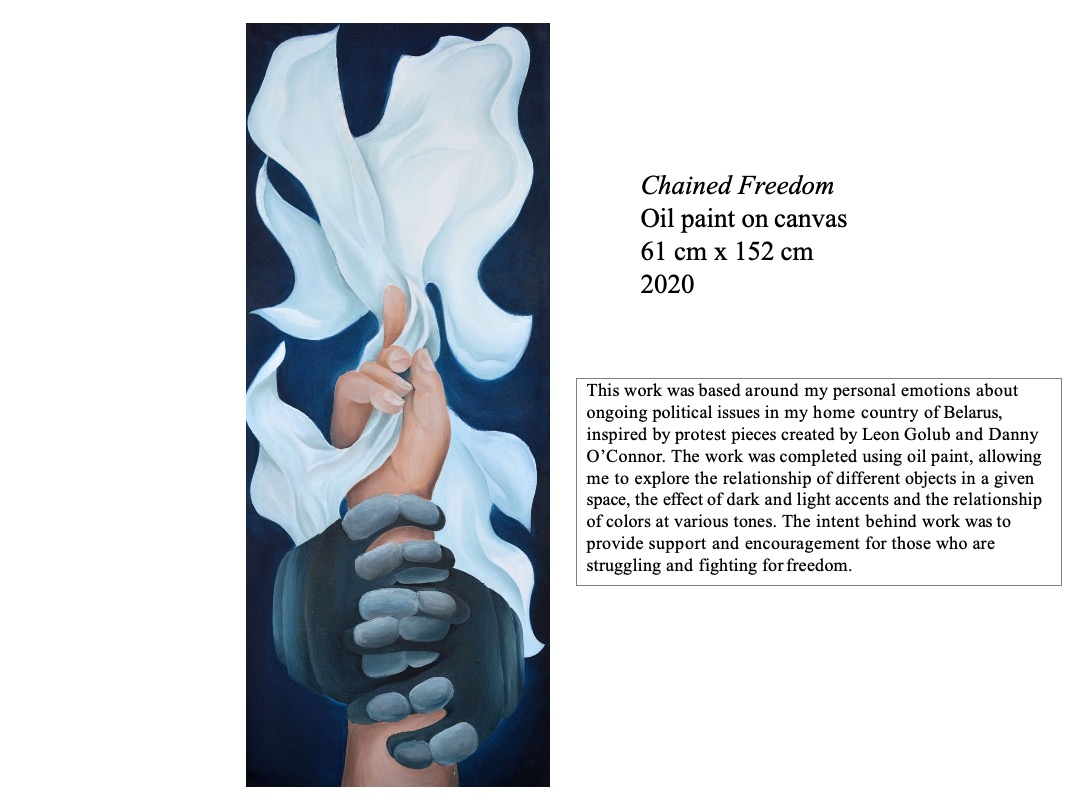 Chained Freedom
Oil paint on canvas
61 cm x 152 cm
2020
This work was based around my personal emotions about
ongoing political issues in my home country of Belarus,
inspired by protest pieces created by Leon Golub and Danny
O’Connor. The work was completed using oil paint, allowing
me to explore the relationship of different objects in a given
space, the effect of dark and light accents and the relationship
of colors at various tones. The intent behind work was to
provide support and encouragement for those who are
struggling and fighting for freedom.